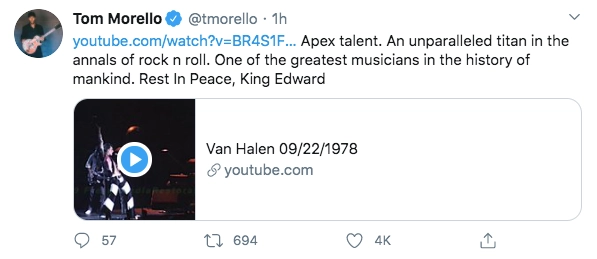 Tom Morello @tmorello · 1h
youtube.com/watch?v=BR4S1F... Apex talent. An unparalleled titan in the
annals of rock n roll. One of the greatest musicians in the history of
mankind. Rest In Peace, King Edward
Van Halen 09/22/1978
youtube.com
57 694 4K